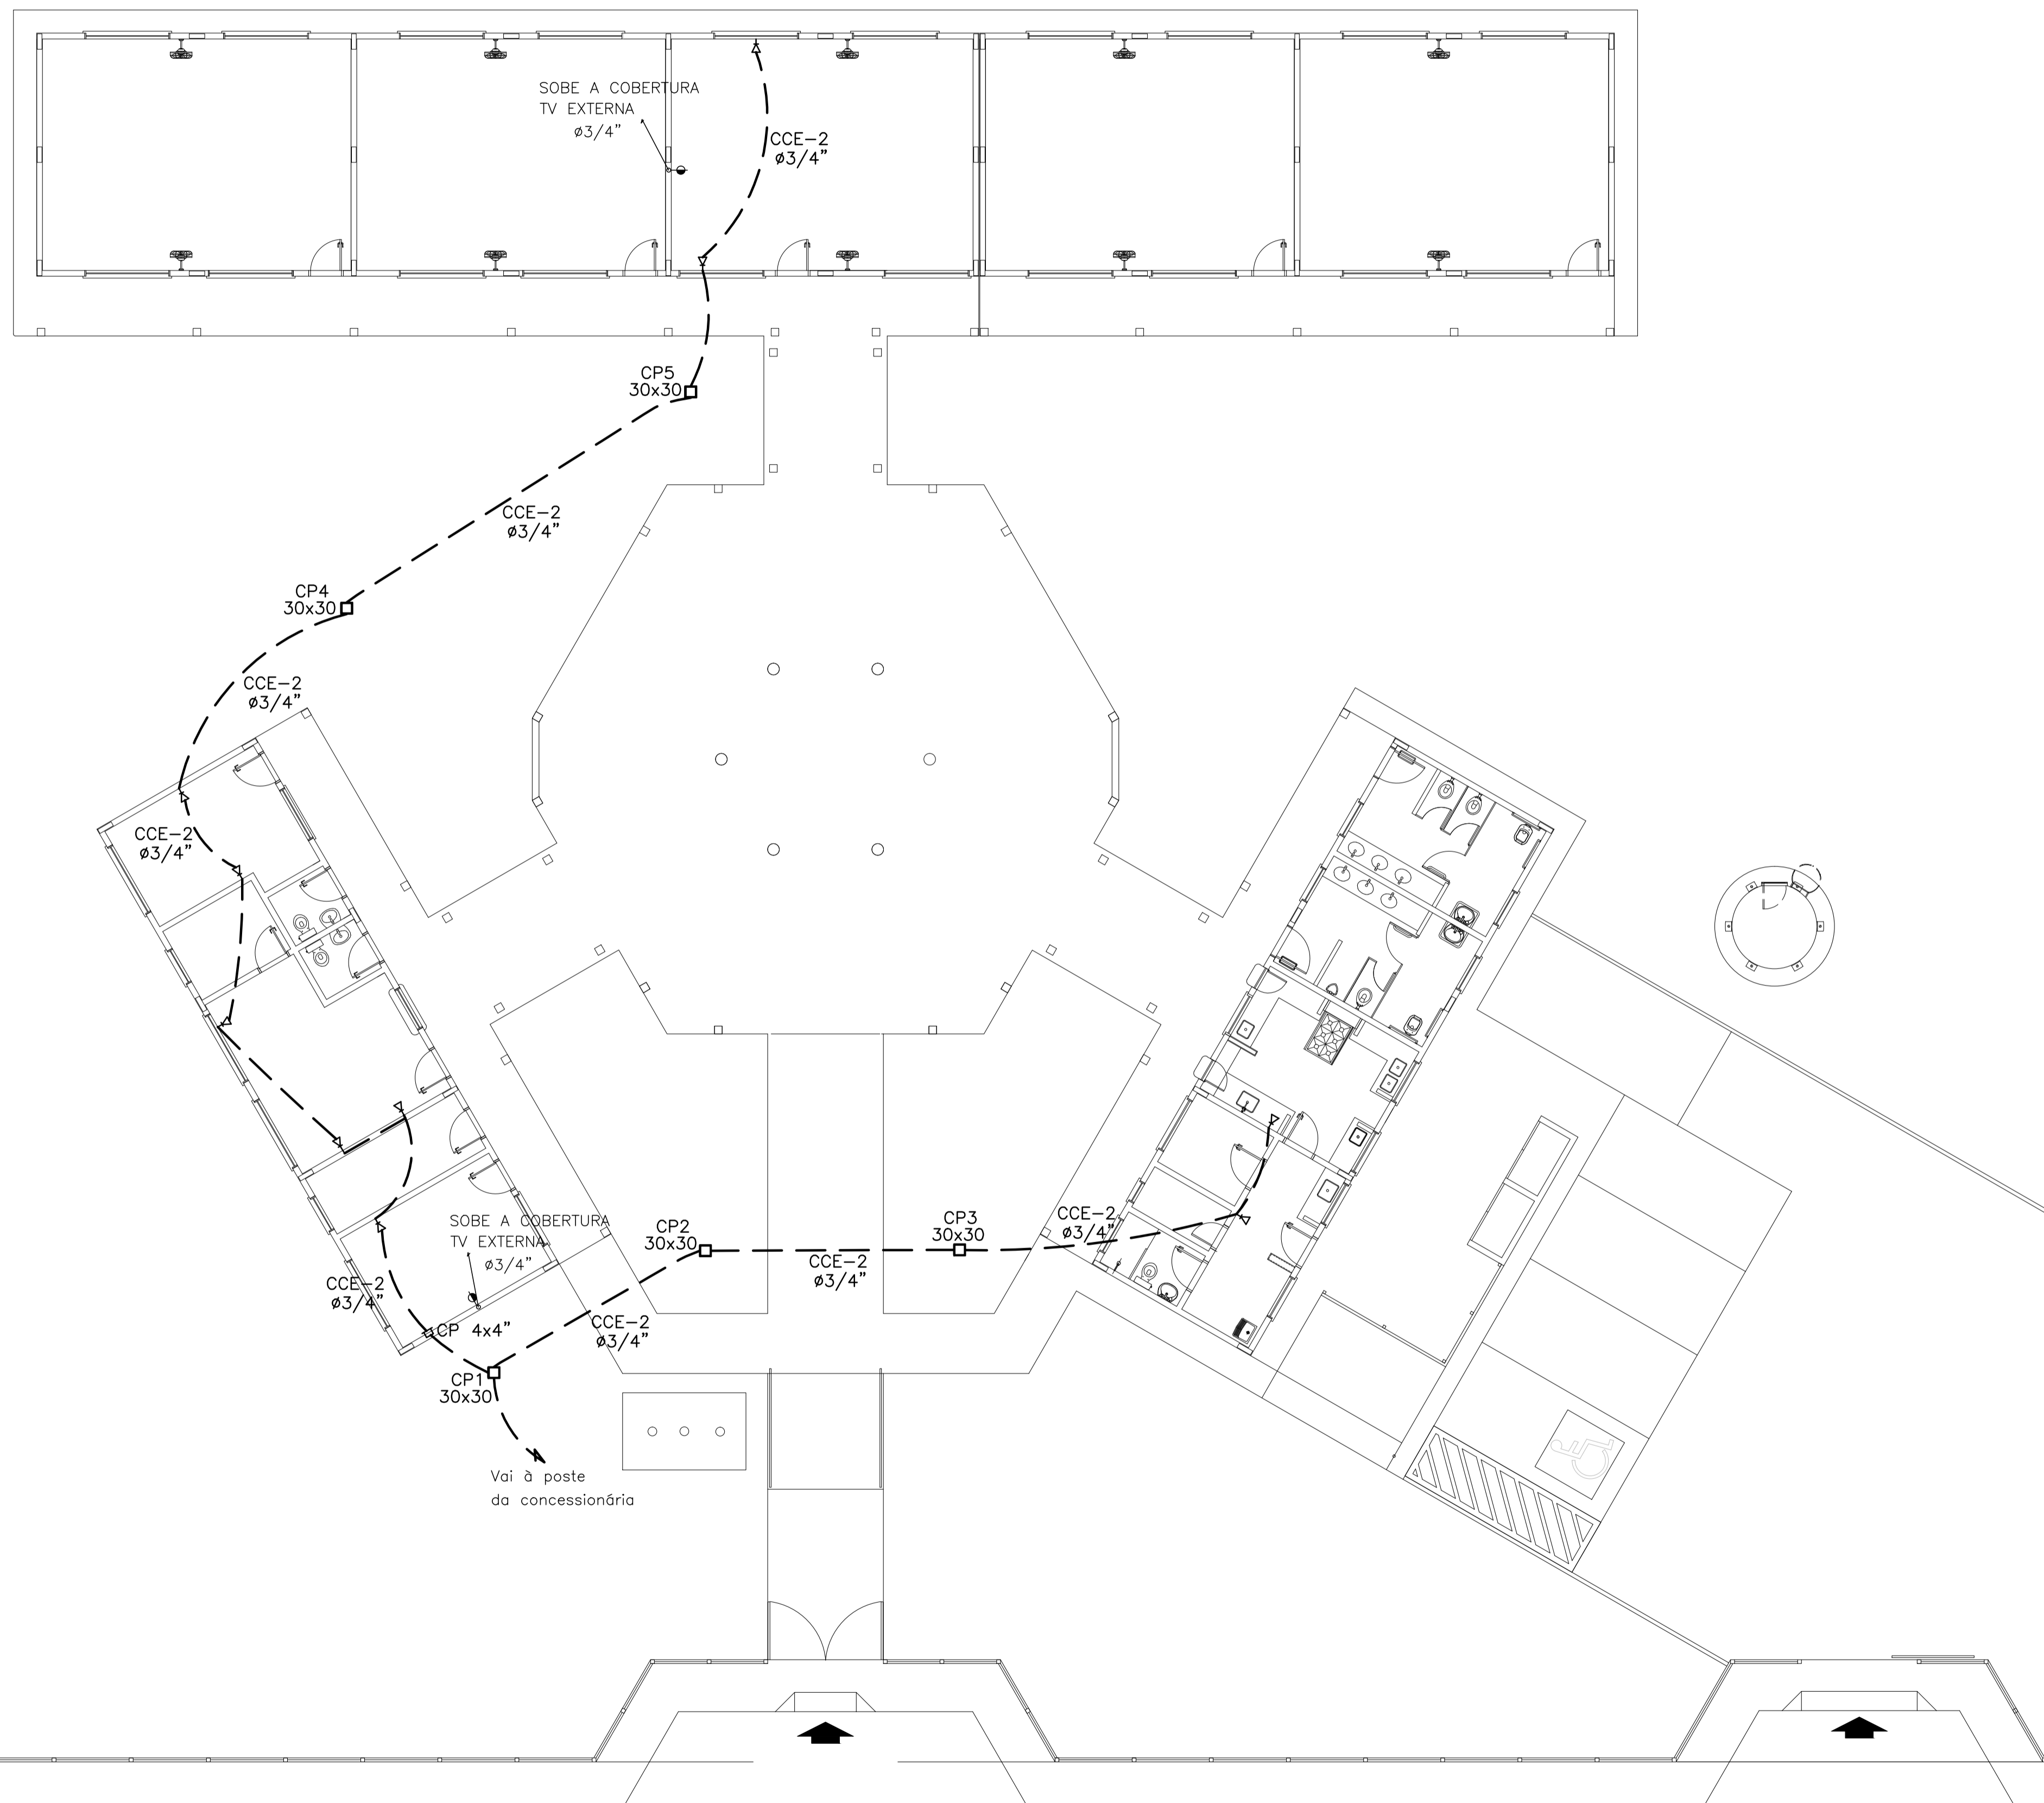 SOBE A COBERTURA
TV EXTERNA
ø3/4"
CCE-2
ø3/4"
CP5
30x30
CCE-2
ø3/4"
CP4
30x30
CCE-2
ø3/4"
CCE-2
ø3/4"
SOBE A COBERTURA
TV EXTERNA
ø3/4"
CCE-2
ø3/4"
CP 4x4"
CP1
30x30
CP2
30x30
CCE-2
ø3/4"
CCE-2
ø3/4"
CP3
30x30
CCE-2
ø3/4"
Vai à poste
da concessionária